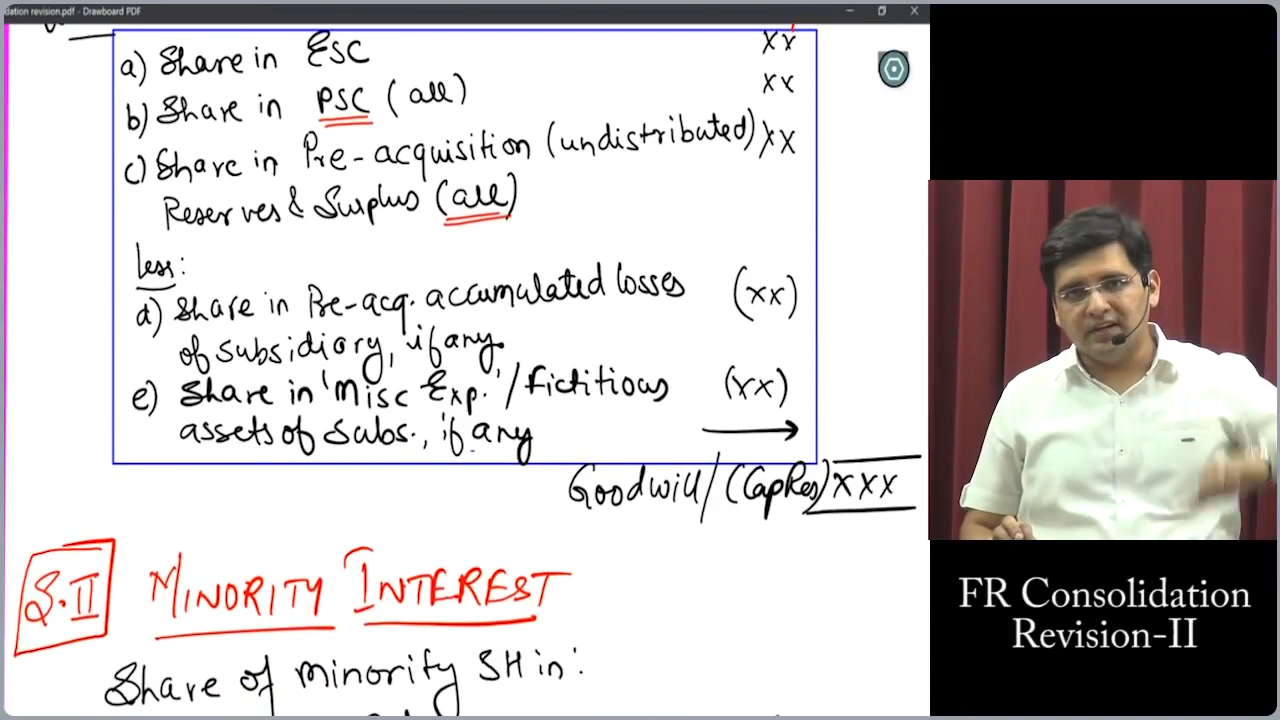 dation revision.pdf - Drawboard PDF
a) Share in ESC xx
b) Share in PSC (all) xx
c) Share in Pre-acquisition (undistributed) xx
Reserves & Surplus (all)
Less:
d) Share in Pre-acq. accumulated losses (xx)
of subsidiary, if any.
e) Share in 'Misc Exp.'/Fictitious (xx)
assets of Subs., if any
Goodwill/(CapRes) xxx
S.II MINORITY INTEREST
Share of minority SH in:
FR Consolidation
Revision-II